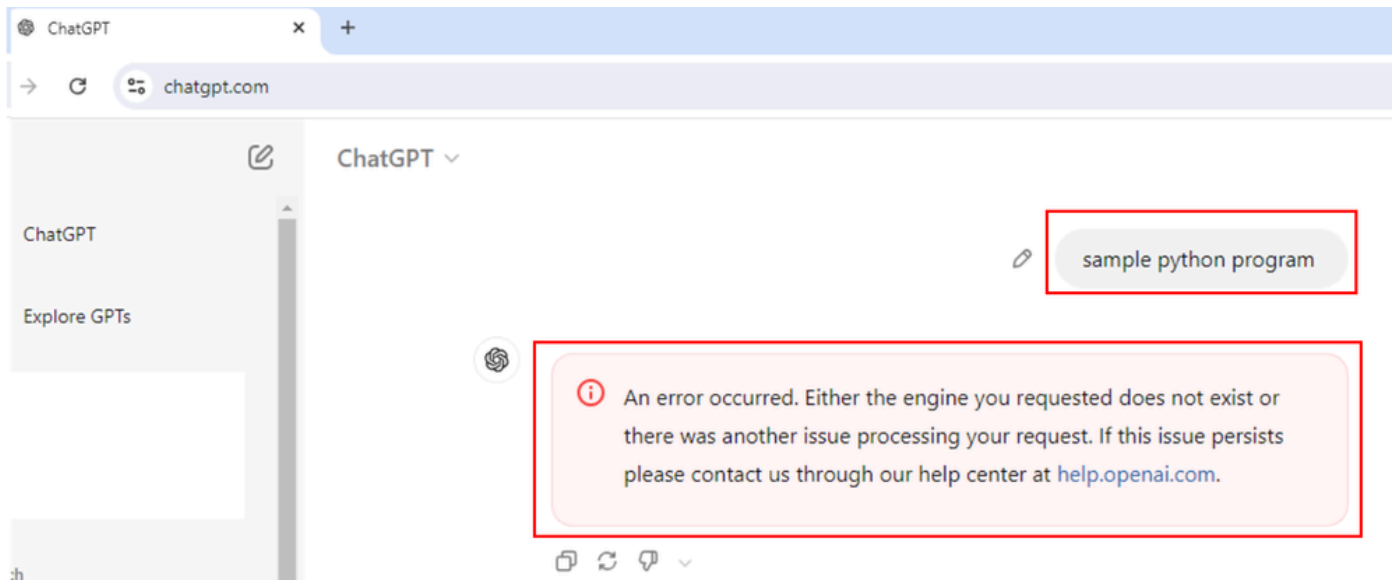 ChatGPT
chatgpt.com
ChatGPT
ChatGPT
Explore GPTs
sample python program
An error occurred. Either the engine you requested does not exist or
there was another issue processing your request. If this issue persists
please contact us through our help center at help.openai.com.